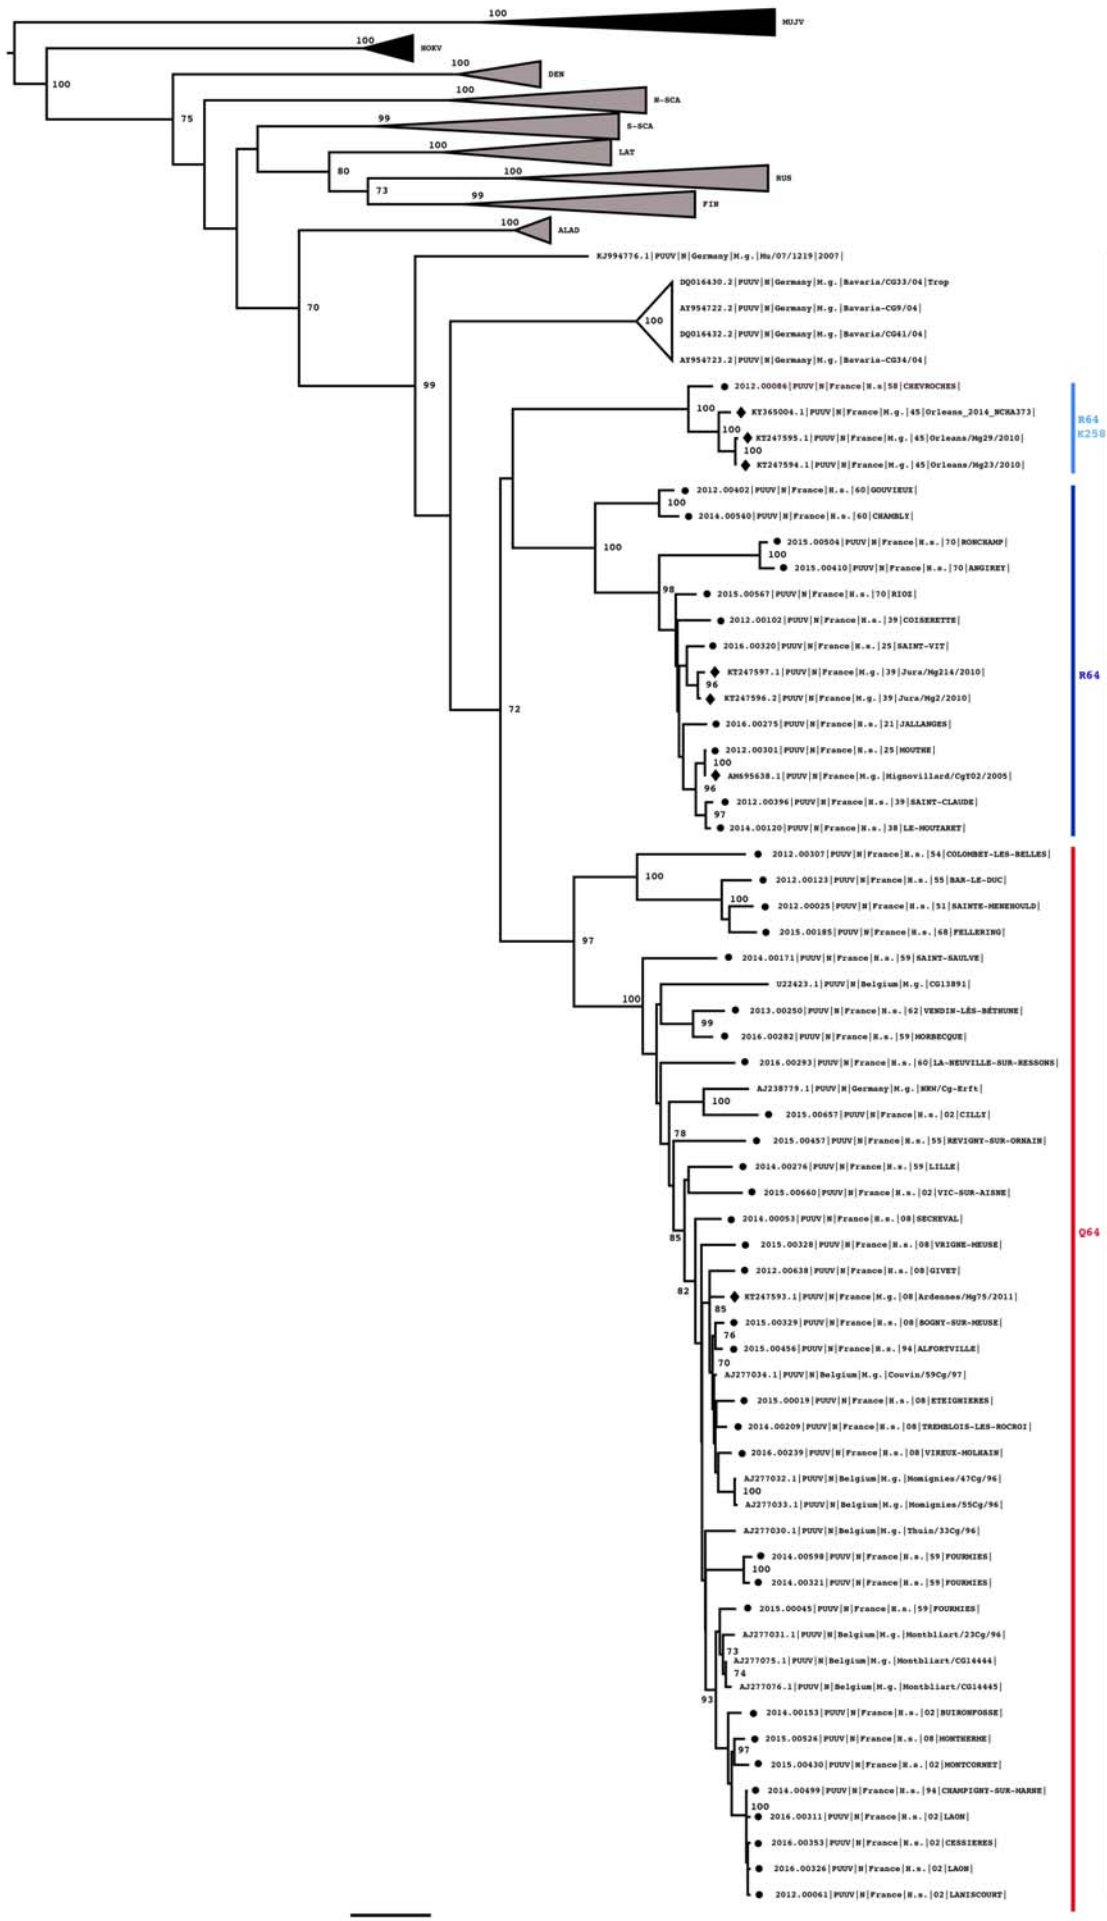 100 MUJV
100 HOKV
100
100 DEN
75
100 N-SCA
99 S-SCA
100 LAT
80
100 RUS
73
99 FIN
100 ALAD
70
KJ994776.1|PUUV|N|Germany|M.g.|Mu/07/1219|2007|
DQ016430.2|PUUV|N|Germany|M.g.|Bavaria/CG33/04|Trop
AY954722.2|PUUV|N|Germany|M.g.|Bavaria-CG9/04|
100
DQ016432.2|PUUV|N|Germany|M.g.|Bavaria/CG41/04|
AY954723.2|PUUV|N|Germany|M.g.|Bavaria-CG34/04|
99
2012.00086|PUUV|N|France|H.s|58|CHEVROCHES|
100
KY365004.1|PUUV|N|France|M.g.|45|Orleans_2014_NCHA373|
R64
K258
100
KT247595.1|PUUV|N|France|M.g.|45|Orleans/Mg29/2010|
100
KT247594.1|PUUV|N|France|M.g.|45|Orleans/Mg23/2010|
2012.00402|PUUV|N|France|H.s.|60|GOUVIEUX|
100
2014.00540|PUUV|N|France|H.s.|60|CHAMBLY|
100
2015.00504|PUUV|N|France|H.s.|70|RONCHAMP|
100
2015.00410|PUUV|N|France|H.s.|70|ANGIREY|
98
2015.00567|PUUV|N|France|H.s.|70|RIOZ|
2012.00102|PUUV|N|France|H.s.|39|COISERETTE|
2016.00320|PUUV|N|France|H.s.|25|SAINT-VIT|
KT247597.1|PUUV|N|France|M.g.|39|Jura/Mg214/2010|
R64
96
KT247596.2|PUUV|N|France|M.g.|39|Jura/Mg2/2010|
72
2016.00275|PUUV|N|France|H.s.|21|JALLANGES|
2012.00301|PUUV|N|France|H.s.|25|MOUTHE|
100
AM695638.1|PUUV|N|France|M.g.|Mignovillard/CgY02/2005|
96
2012.00396|PUUV|N|France|H.s.|39|SAINT-CLAUDE|
97
2014.00120|PUUV|N|France|H.s.|38|LE-MOUTARET|
2012.00307|PUUV|N|France|H.s.|54|COLOMBEY-LES-BELLES|
100
2012.00123|PUUV|N|France|H.s.|55|BAR-LE-DUC|
100
2012.00025|PUUV|N|France|H.s.|51|SAINTE-MENEHOULD|
2015.00185|PUUV|N|France|H.s.|68|FELLERING|
97
2014.00171|PUUV|N|France|H.s.|59|SAINT-SAULVE|
U22423.1|PUUV|N|Belgium|M.g.|CG13891|
100
2013.00250|PUUV|N|France|H.s.|62|VENDIN-LÈS-BÉTHUNE|
99
2016.00282|PUUV|N|France|H.s.|59|MORBECQUE|
2016.00293|PUUV|N|France|H.s.|60|LA-NEUVILLE-SUR-RESSONS|
AJ238779.1|PUUV|N|Germany|M.g.|NRW/Cg-Erft|
100
2015.00657|PUUV|N|France|H.s.|02|CILLY|
78
2015.00457|PUUV|N|France|H.s.|55|REVIGNY-SUR-ORNAIN|
2014.00276|PUUV|N|France|H.s.|59|LILLE|
2015.00660|PUUV|N|France|H.s.|02|VIC-SUR-AISNE|
2014.00053|PUUV|N|France|H.s.|08|SECHEVAL|
Q64
85
2015.00328|PUUV|N|France|H.s.|08|VRIGNE-MEUSE|
2012.00638|PUUV|N|France|H.s.|08|GIVET|
82
KT247593.1|PUUV|N|France|M.g.|08|Ardennes/Mg75/2011|
85
2015.00329|PUUV|N|France|H.s.|08|BOGNY-SUR-MEUSE|
76
2015.00456|PUUV|N|France|H.s.|94|ALFORTVILLE|
70
AJ277034.1|PUUV|N|Belgium|M.g.|Couvin/59Cg/97|
2015.00019|PUUV|N|France|H.s.|08|ETEIGNIERES|
2014.00209|PUUV|N|France|H.s.|08|TREMBLOIS-LES-ROCROI|
2016.00239|PUUV|N|France|H.s.|08|VIREUX-MOLHAIN|
AJ277032.1|PUUV|N|Belgium|M.g.|Momignies/47Cg/96|
100
AJ277033.1|PUUV|N|Belgium|M.g.|Momignies/55Cg/96|
AJ277030.1|PUUV|N|Belgium|M.g.|Thuin/33Cg/96|
2014.00598|PUUV|N|France|H.s.|59|FOURMIES|
100
2014.00321|PUUV|N|France|H.s.|59|FOURMIES|
2015.00045|PUUV|N|France|H.s.|59|FOURMIES|
AJ277031.1|PUUV|N|Belgium|M.g.|Montbliart/23Cg/96|
73
AJ277075.1|PUUV|N|Belgium|M.g.|Montbliart/CG14444|
74
AJ277076.1|PUUV|N|Belgium|M.g.|Montbliart/CG14445|
93
2014.00153|PUUV|N|France|H.s.|02|BUIRONFOSSE|
2015.00526|PUUV|N|France|H.s.|08|MONTHERME|
97
2015.00430|PUUV|N|France|H.s.|02|MONTCORNET|
2014.00499|PUUV|N|France|H.s.|94|CHAMPIGNY-SUR-MARNE|
100
2016.00311|PUUV|N|France|H.s.|02|LAON|
2016.00353|PUUV|N|France|H.s.|02|CESSIERES|
2016.00326|PUUV|N|France|H.s.|02|LAON|
2012.00061|PUUV|N|France|H.s.|02|LANISCOURT|